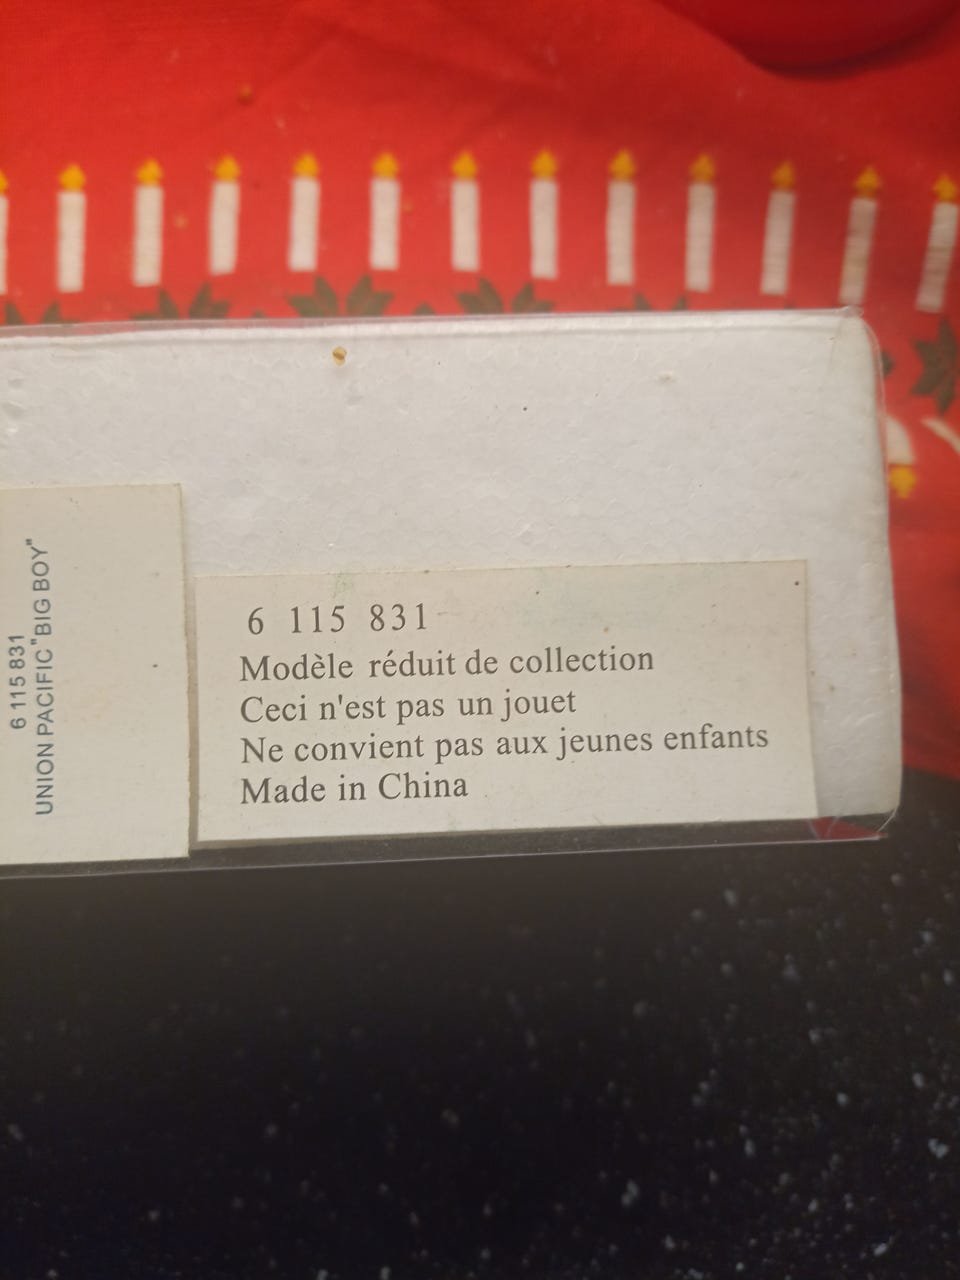 6 115 831
UNION PACIFIC "BIG BOY"
6 115 831
Modèle réduit de collection
Ceci n'est pas un jouet
Ne convient pas aux jeunes enfants
Made in China